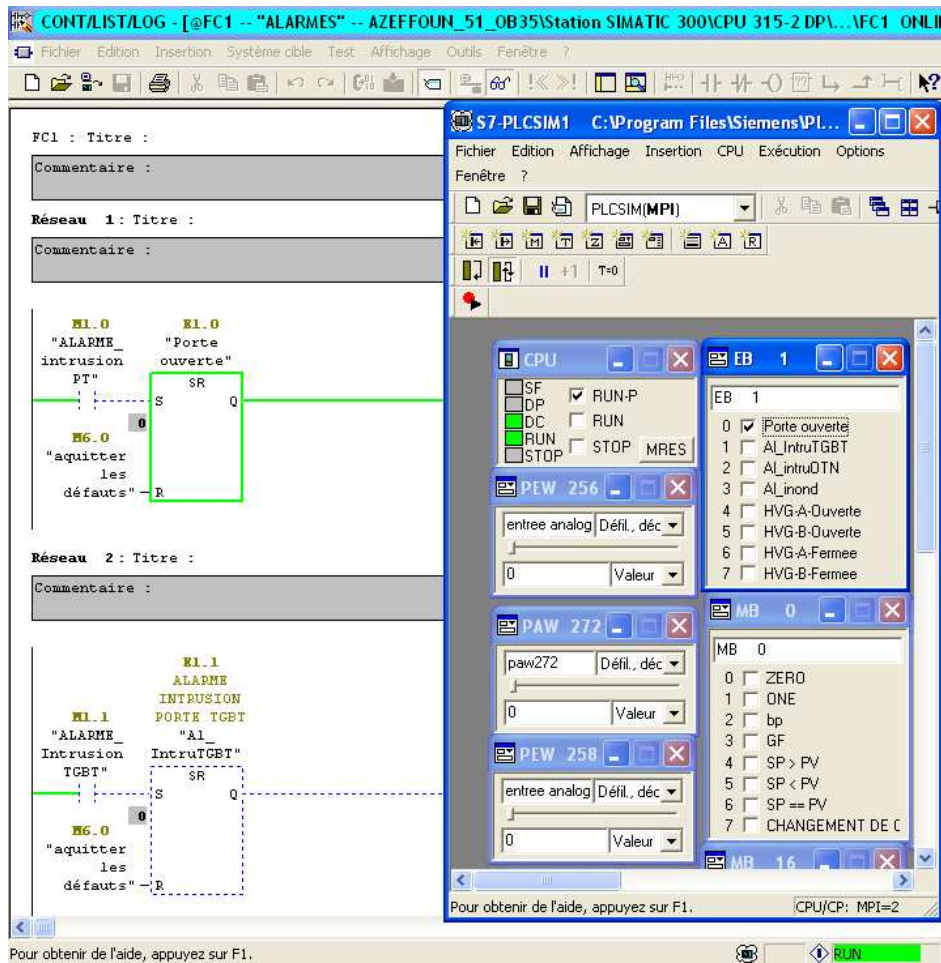 CONT/LIST/LOG - [@FC1 -- "ALARMES" -- AZEFFOUN_51_OB35\Station SIMATIC 300\CPU 315-2 DP\...\FC1 ONLI
Fichier Edition Insertion Système cible Test Affichage Outils Fenêtre ?
FC1 : Titre :
Commentaire :
Réseau 1 : Titre :
Commentaire :
M1.0
"ALARME_
intrusion
PT"
E1.0
"Porte
ouverte"
SR
S
Q
0
M6.0
"aquitter
les
défauts"
R
Réseau 2 : Titre :
Commentaire :
E1.1
ALARME
INTRUSION
PORTE TGBT
"Al_
IntruTGBT"
M1.1
"ALARME_
Intrusion
TGBT"
SR
S
Q
0
M6.0
"aquitter
les
défauts"
R
S7-PLCSIM1 C:\Program Files\Siemens\Pl...
Fichier Edition Affichage Insertion CPU Exécution Options
Fenêtre ?
PLCSIM(MPI)
+1 T=0
CPU
SF
DP
DC
RUN
STOP
RUN-P
RUN
STOP
MRES
EB 1
EB 1
0 Porte ouverte
1 Al_IntruTGBT
2 Al_intruOTN
3 Al_inond
4 HVG-A-Ouverte
5 HVG-B-Ouverte
6 HVG-A-Fermee
7 HVG-B-Fermee
PEW 256
entree analog Défil., déc
0 Valeur
PAW 272
paw272 Défil., déc
0 Valeur
PEW 258
entree analog Défil., déc
0 Valeur
MB 0
MB 0
0 ZERO
1 ONE
2 bp
3 GF
4 SP > PV
5 SP < PV
6 SP == PV
7 CHANGEMENT DE C
MB 16
Pour obtenir de l'aide, appuyez sur F1.
CPU/CP: MPI=2
Pour obtenir de l'aide, appuyez sur F1.
RUN